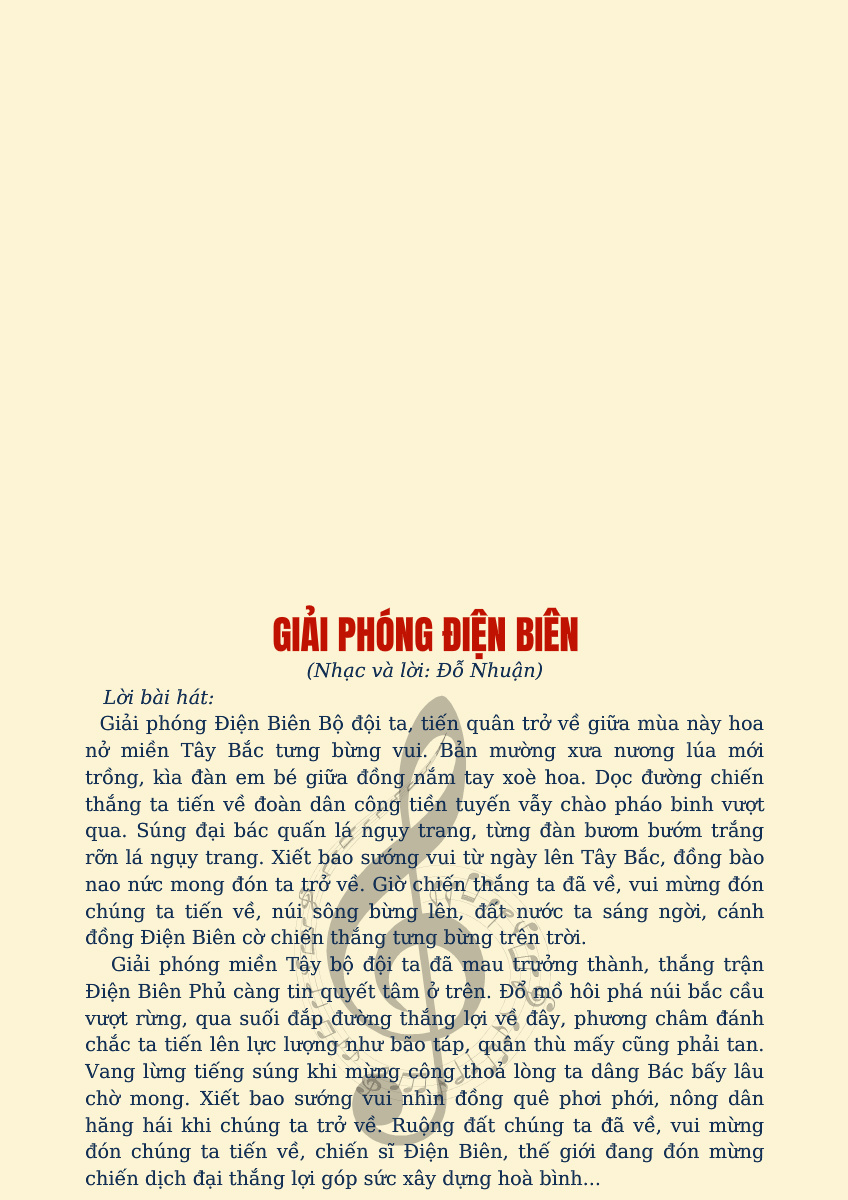 GIẢI PHÓNG ĐIỆN BIÊN
(Nhạc và lời: Đỗ Nhuận)
Lời bài hát:
Giải phóng Điện Biên Bộ đội ta, tiến quân trở về giữa mùa này hoa
nở miền Tây Bắc tưng bừng vui. Bản mường xưa nương lúa mới
trồng, kìa đàn em bé giữa đồng nắm tay xoè hoa. Dọc đường chiến
thắng ta tiến về đoàn dân công tiền tuyến vẫy chào pháo binh vượt
qua. Súng đại bác quấn lá ngụy trang, từng đàn bươm bướm trắng
rỡn lá ngụy trang. Xiết bao sướng vui từ ngày lên Tây Bắc, đồng bào
nao nức mong đón ta trở về. Giờ chiến thắng ta đã về, vui mừng đón
chúng ta tiến về, núi sông bừng lên, đất nước ta sáng ngời, cánh
đồng Điện Biên cờ chiến thắng tưng bừng trên trời.
Giải phóng miền Tây bộ đội ta đã mau trưởng thành, thắng trận
Điện Biên Phủ càng tin quyết tâm ở trên. Đổ mồ hôi phá núi bắc cầu
vượt rừng, qua suối đắp đường thắng lợi về đây, phương châm đánh
chắc ta tiến lên lực lượng như bão táp, quân thù mấy cũng phải tan.
Vang lừng tiếng súng khi mừng công thoả lòng ta dâng Bác bấy lâu
chờ mong. Xiết bao sướng vui nhìn đồng quê phơi phới, nông dân
hăng hái khi chúng ta trở về. Ruộng đất chúng ta đã về, vui mừng
đón chúng ta tiến về, chiến sĩ Điện Biên, thế giới đang đón mừng
chiến dịch đại thắng lợi góp sức xây dựng hoà bình...